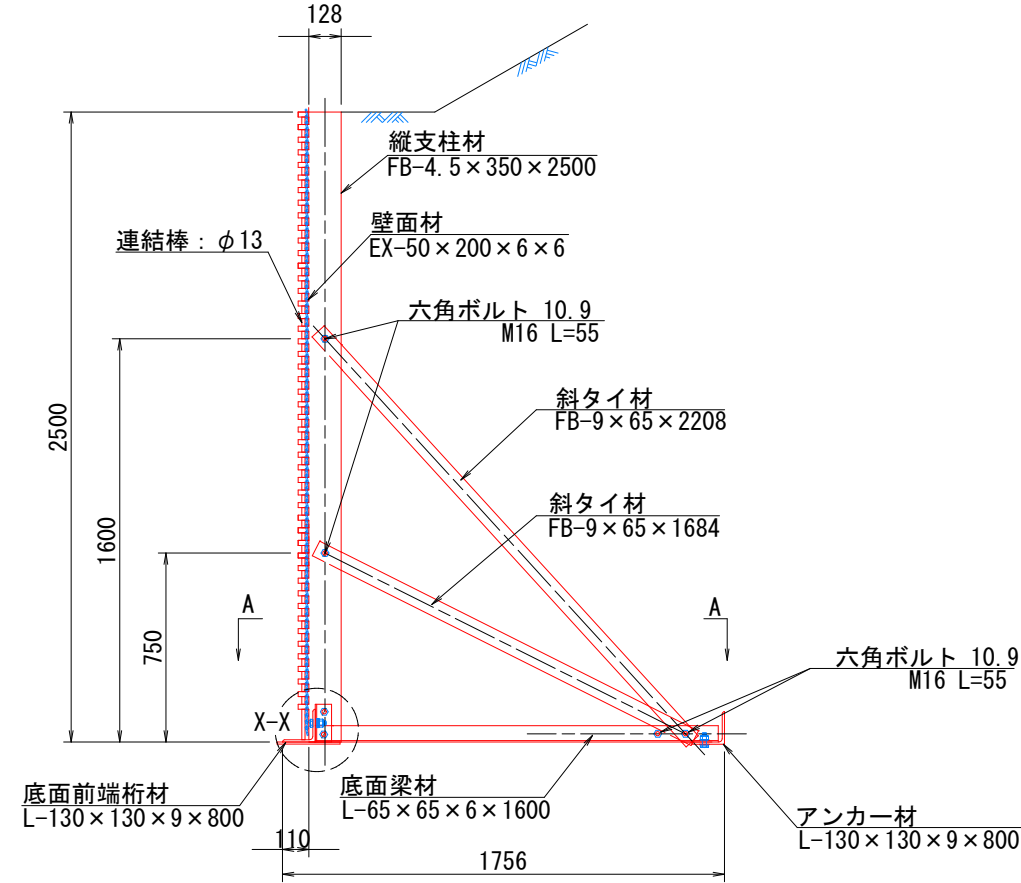 128
縦支柱材
FB-4.5×350×2500
壁面材
EX-50×200×6×6
連結棒：φ13
六角ボルト 10.9
M16 L=55
斜タイ材
FB-9×65×2208
斜タイ材
FB-9×65×1684
2500
1600
750
A
A
六角ボルト 10.9
M16 L=55
X-X
底面前端桁材
L-130×130×9×800
底面梁材
L-65×65×6×1600
アンカー材
L-130×130×9×800
110
1756